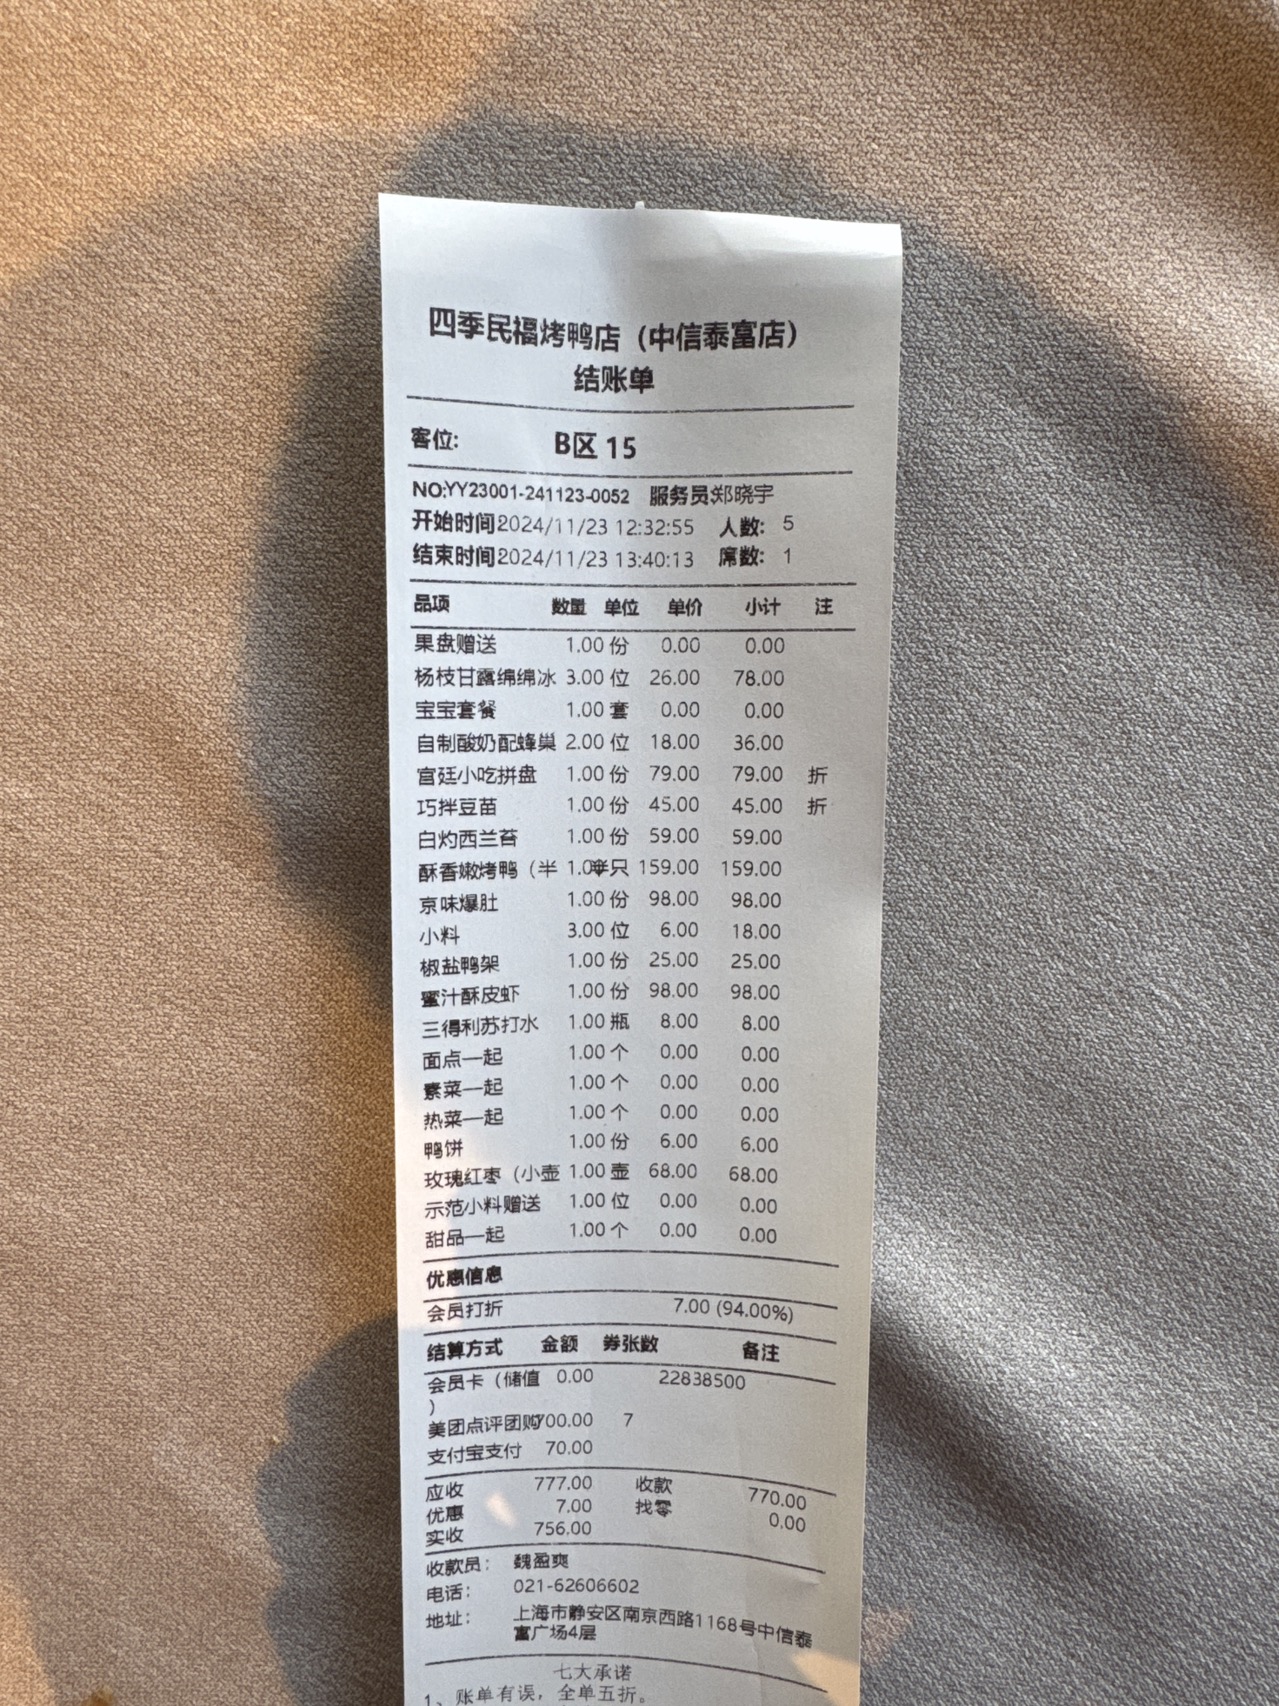 四季民福烤鸭店（中信泰富店）
结账单
客位: B区 15
NO:YY23001-241123-0052 服务员:郑晓宇
开始时间2024/11/23 12:32:55 人数: 5
结束时间2024/11/23 13:40:13 席数: 1
品项 数量 单位 单价 小计 注
果盘赠送 1.00 份 0.00 0.00
杨枝甘露绵绵冰 3.00 位 26.00 78.00
宝宝套餐 1.00 套 0.00 0.00
自制酸奶配蜂巢 2.00 位 18.00 36.00
宫廷小吃拼盘 1.00 份 79.00 79.00 折
巧拌豆苗 1.00 份 45.00 45.00 折
白灼西兰苔 1.00 份 59.00 59.00
酥香嫩烤鸭（半 1.0半只 159.00 159.00
京味爆肚 1.00 份 98.00 98.00
小料 3.00 位 6.00 18.00
椒盐鸭架 1.00 份 25.00 25.00
蜜汁酥皮虾 1.00 份 98.00 98.00
三得利苏打水 1.00 瓶 8.00 8.00
面点一起 1.00 个 0.00 0.00
素菜一起 1.00 个 0.00 0.00
热菜一起 1.00 个 0.00 0.00
鸭饼 1.00 份 6.00 6.00
玫瑰红枣（小壶 1.00 壶 68.00 68.00
示范小料赠送 1.00 位 0.00 0.00
甜品一起 1.00 个 0.00 0.00
优惠信息
会员打折 7.00 (94.00%)
结算方式 金额 券张数 备注
会员卡（储值 0.00 22838500
）
美团点评团购700.00 7
支付宝支付 70.00
应收 777.00 收款 770.00
优惠 7.00 找零 0.00
实收 756.00
收款员: 魏盈爽
电话: 021-62606602
地址: 上海市静安区南京西路1168号中信泰
富广场4层
七大承诺
1、账单有误，全单五折。